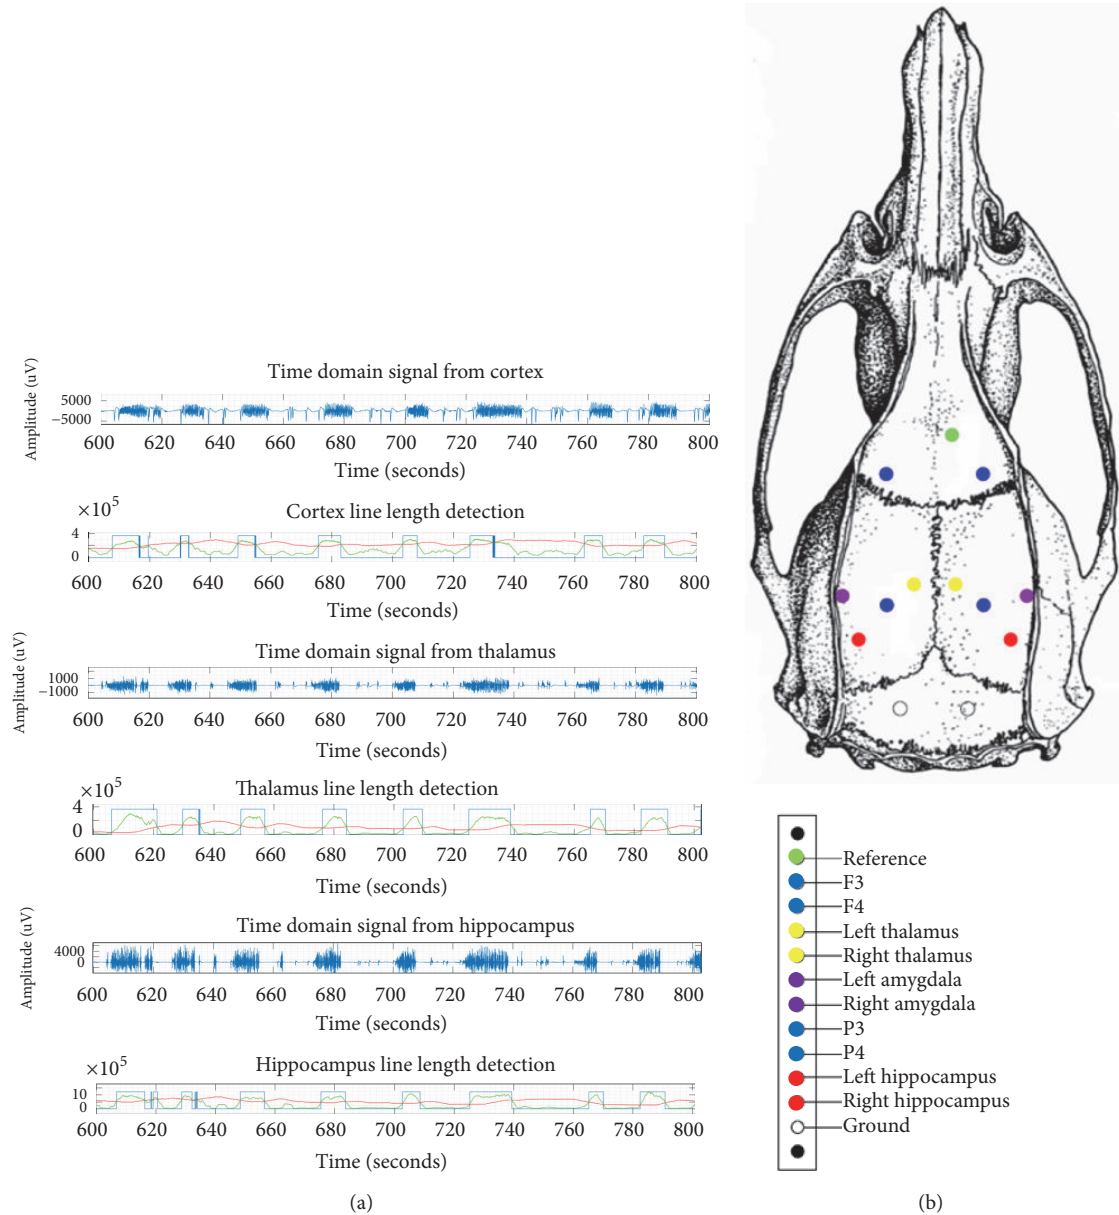 Time domain signal from cortex
Amplitude (uV)
5000
−5000
600 620 640 660 680 700 720 740 760 780 800
Time (seconds)
×10^5
Cortex line length detection
4
0
600 620 640 660 680 700 720 740 760 780 800
Time (seconds)
Time domain signal from thalamus
Amplitude (uV)
1000
−1000
600 620 640 660 680 700 720 740 760 780 800
Time (seconds)
×10^5
Thalamus line length detection
4
0
600 620 640 660 680 700 720 740 760 780 800
Time (seconds)
Time domain signal from hippocampus
Amplitude (uV)
4000
0
600 620 640 660 680 700 720 740 760 780 800
Time (seconds)
×10^5
Hippocampus line length detection
10
0
600 620 640 660 680 700 720 740 760 780 800
Time (seconds)
(a)
Reference
F3
F4
Left thalamus
Right thalamus
Left amygdala
Right amygdala
P3
P4
Left hippocampus
Right hippocampus
Ground
(b)